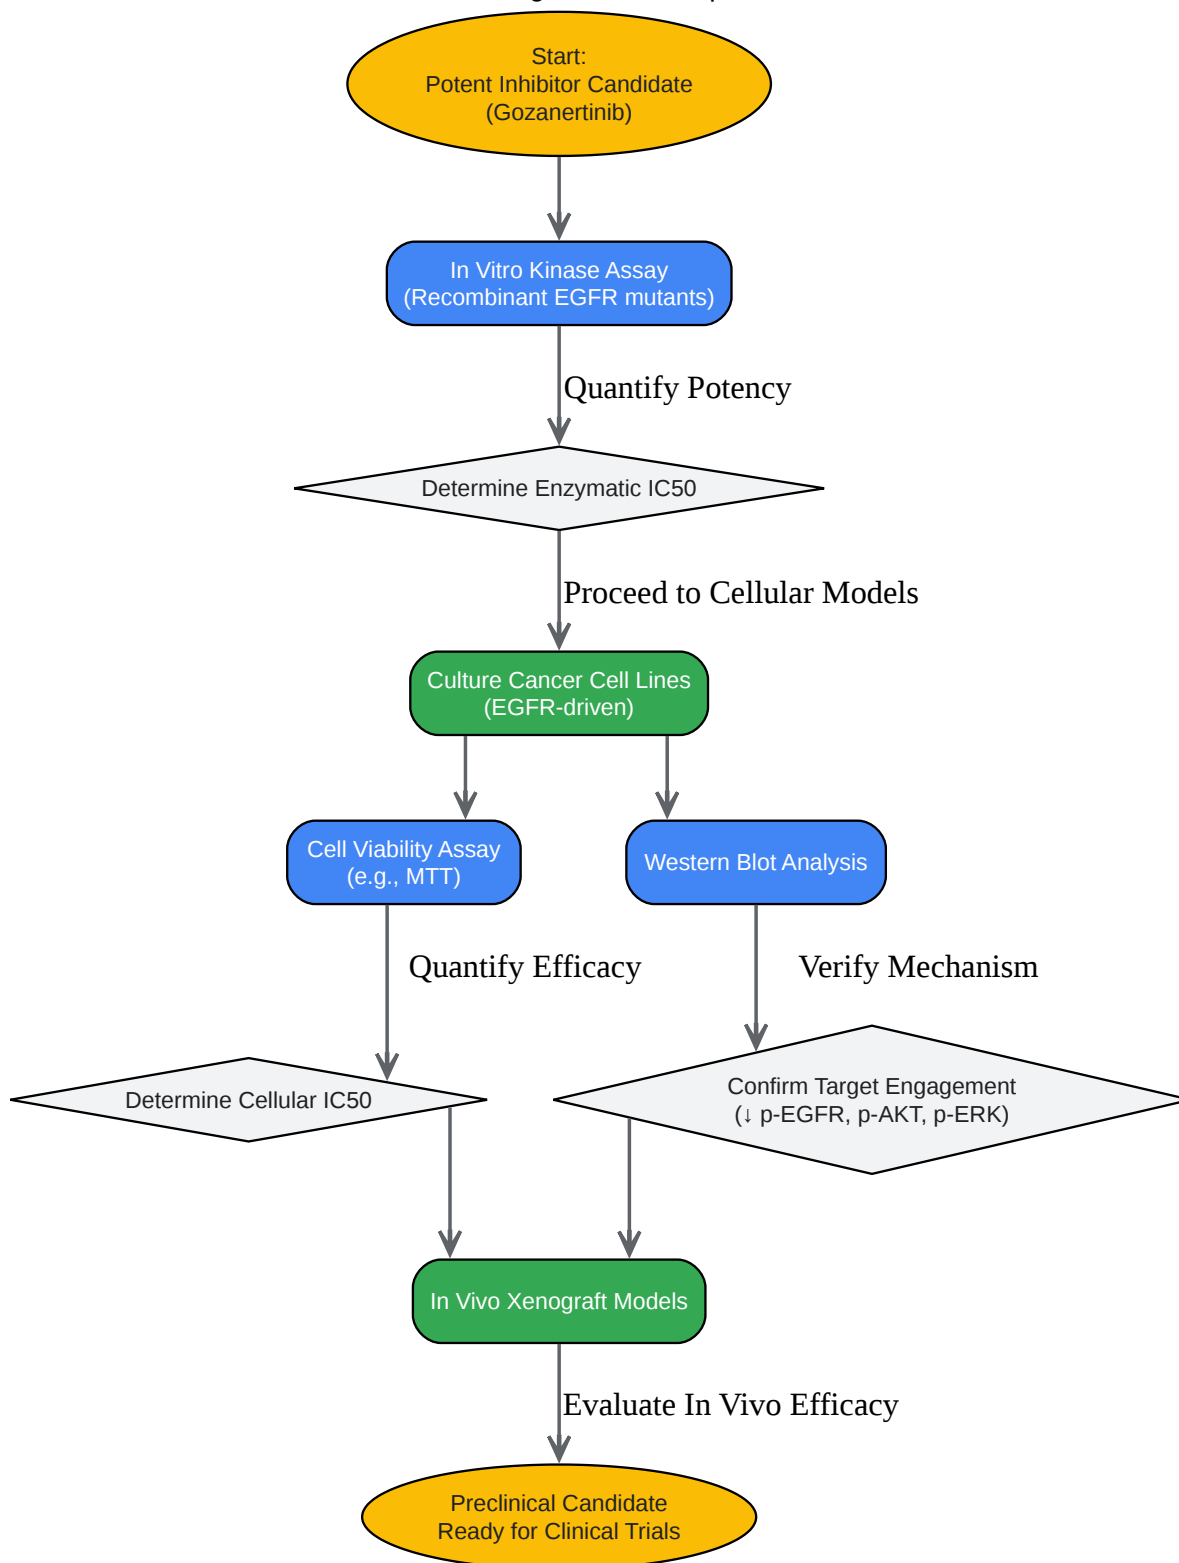 Start:
Potent Inhibitor Candidate
(Gozanertinib)
In Vitro Kinase Assay
(Recombinant EGFR mutants)
Quantify Potency
Determine Enzymatic IC50
Proceed to Cellular Models
Culture Cancer Cell Lines
(EGFR-driven)
Cell Viability Assay
(e.g., MTT)
Western Blot Analysis
Quantify Efficacy
Verify Mechanism
Determine Cellular IC50
Confirm Target Engagement
(↓ p-EGFR, p-AKT, p-ERK)
In Vivo Xenograft Models
Evaluate In Vivo Efficacy
Preclinical Candidate
Ready for Clinical Trials